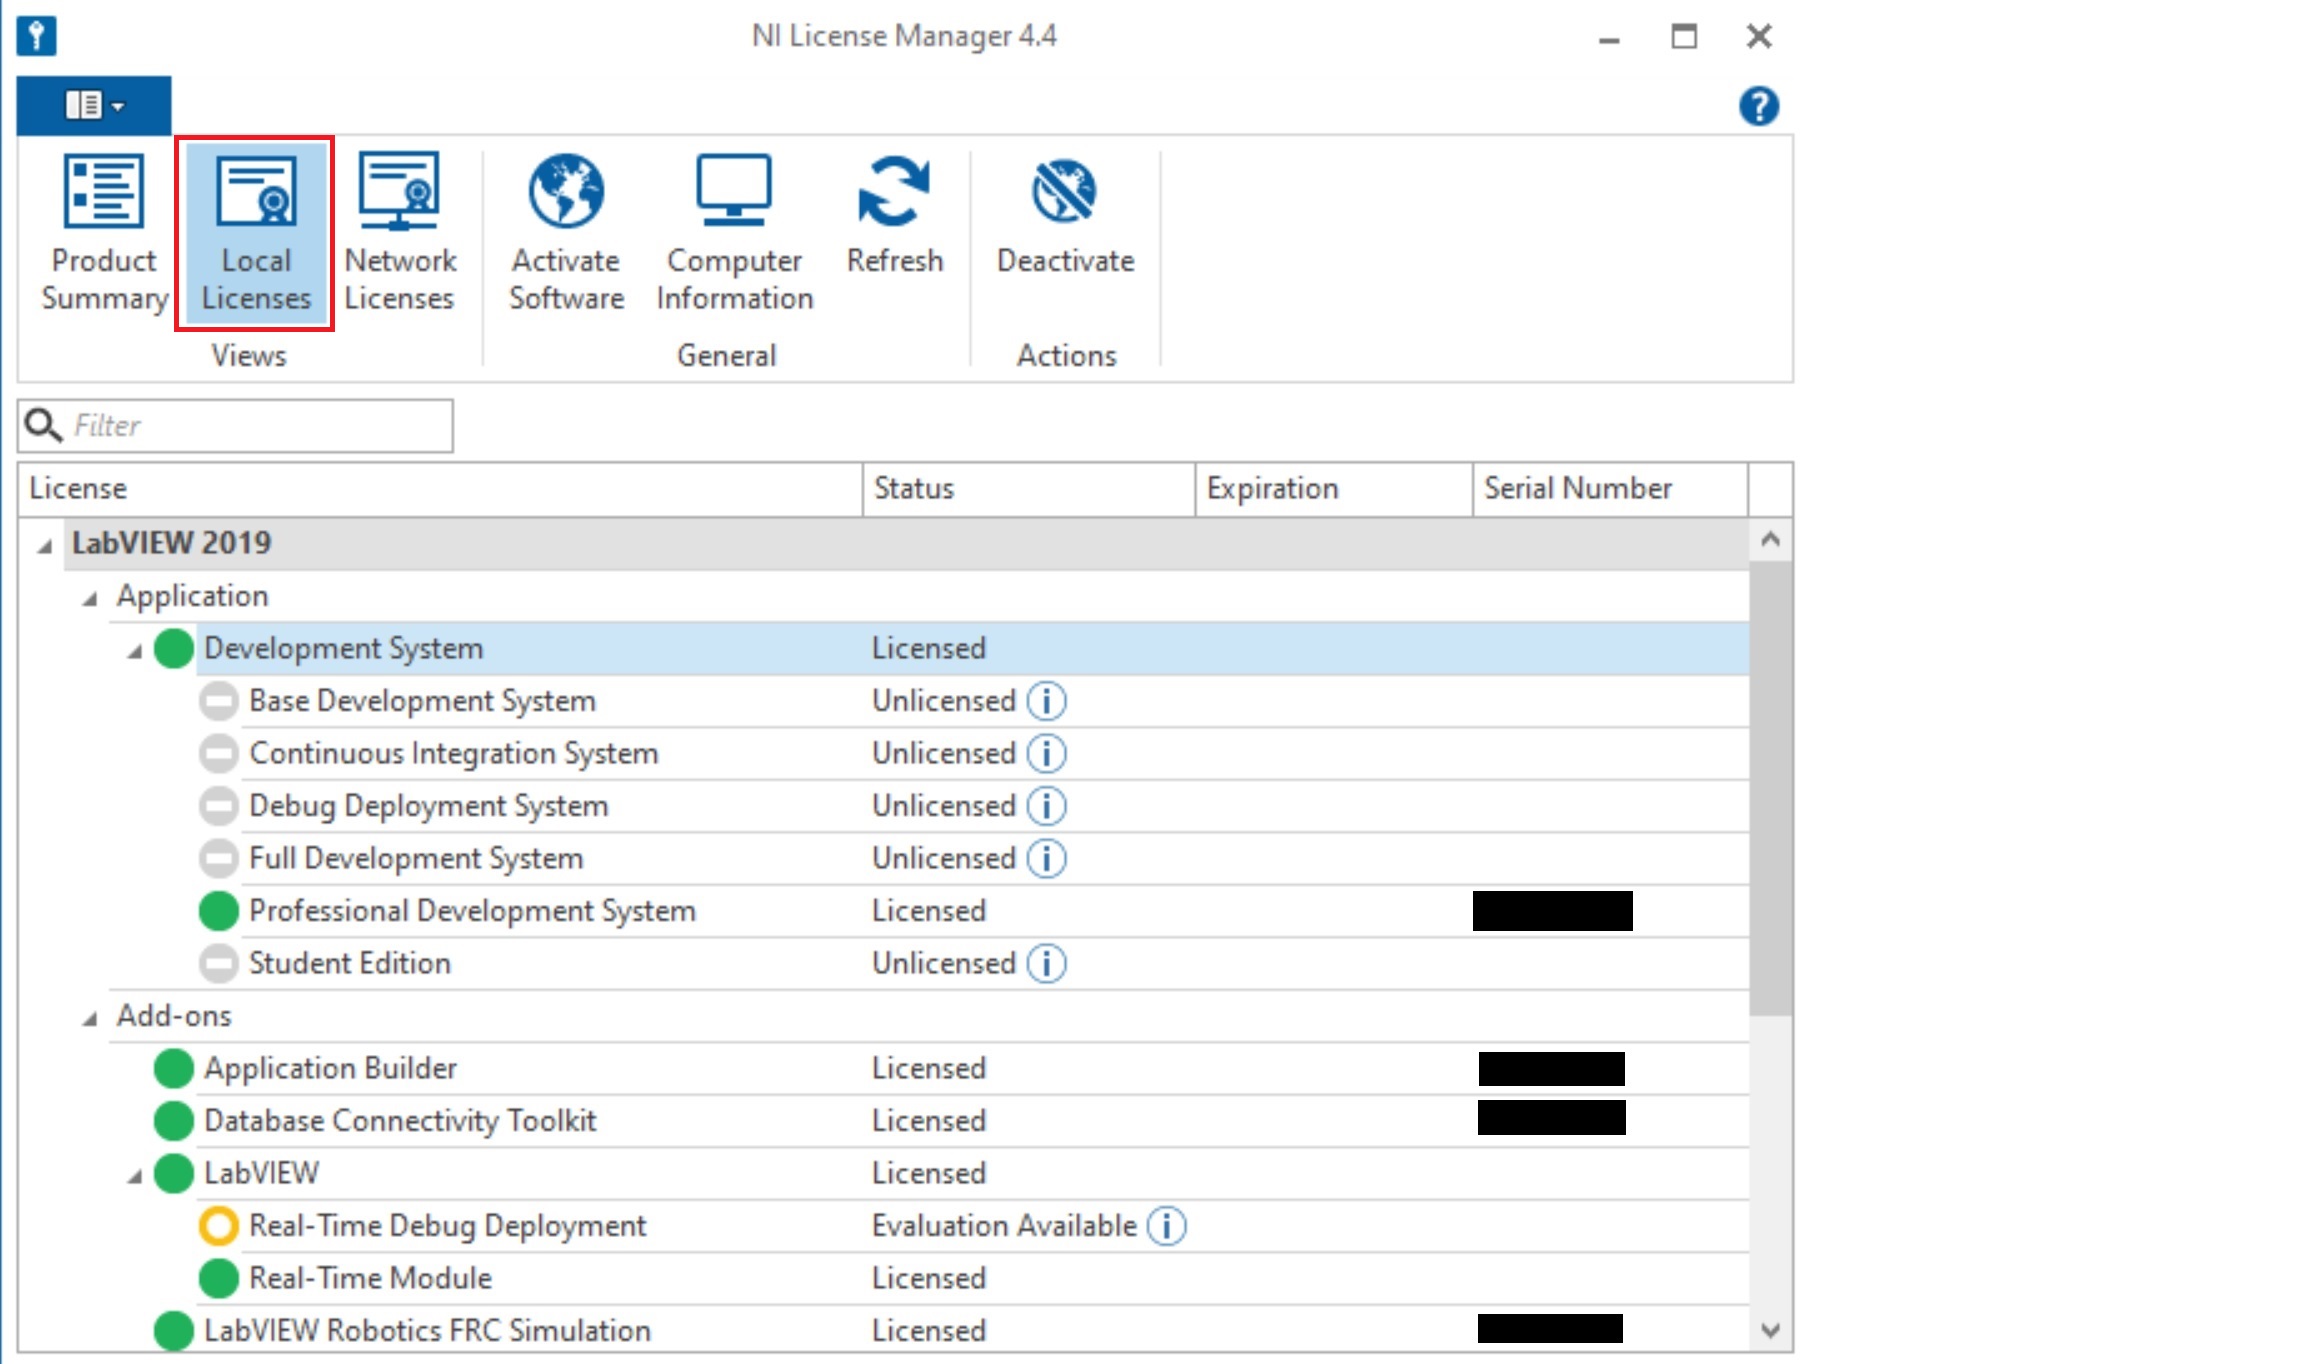 NI License Manager 4.4
Product Summary
Local Licenses
Network Licenses
Activate Software
Computer Information
Refresh
Deactivate
Views
General
Actions
Filter
License Status Expiration Serial Number
LabVIEW 2019
Application
Development System Licensed
Base Development System Unlicensed
Continuous Integration System Unlicensed
Debug Deployment System Unlicensed
Full Development System Unlicensed
Professional Development System Licensed
Student Edition Unlicensed
Add-ons
Application Builder Licensed
Database Connectivity Toolkit Licensed
LabVIEW Licensed
Real-Time Debug Deployment Evaluation Available
Real-Time Module Licensed
LabVIEW Robotics FRC Simulation Licensed